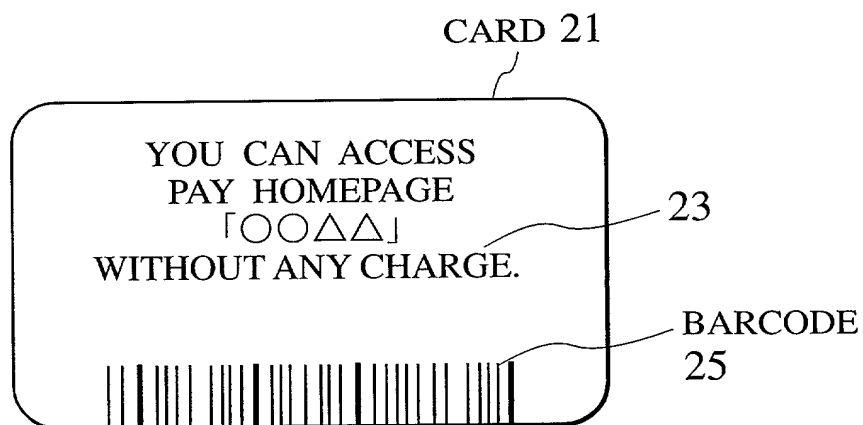 CARD 21
YOU CAN ACCESS
PAY HOMEPAGE
「○○△△」
WITHOUT ANY CHARGE.
23
BARCODE
25